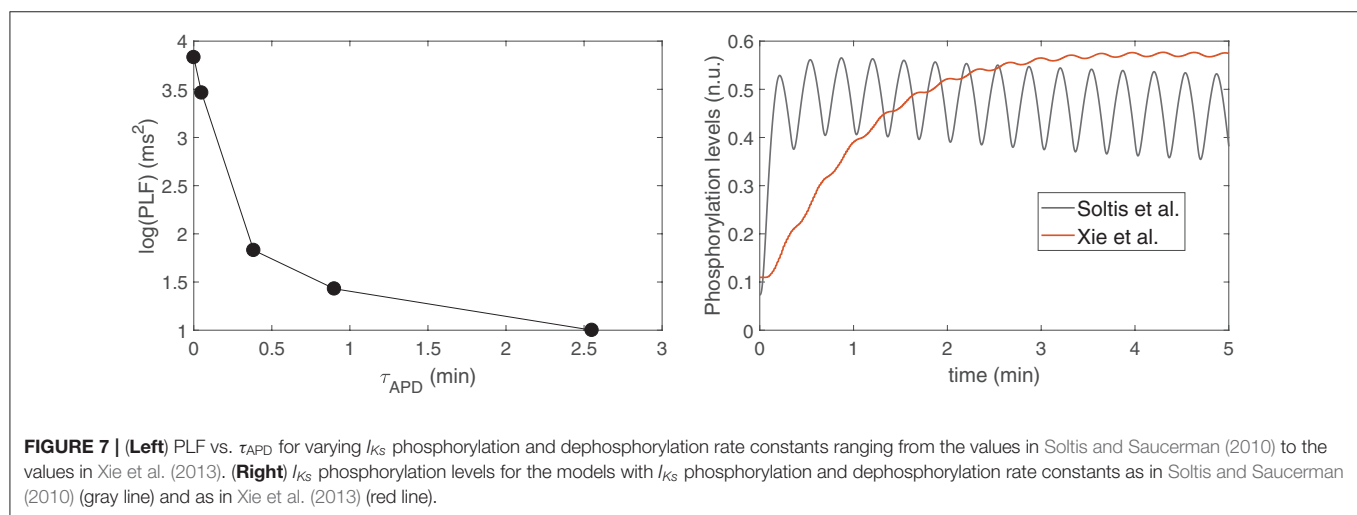 4
3.5
3
2.5
2
1.5
1
log(PLF) (ms²)
0 0.5 1 1.5 2 2.5 3
τAPD (min)
0.6
0.5
0.4
0.3
0.2
0.1
0
Phosphorylation levels (n.u.)
Soltis et al.
Xie et al.
0 1 2 3 4 5
time (min)
FIGURE 7 | (Left) PLF vs. τAPD for varying IKs phosphorylation and dephosphorylation rate constants ranging from the values in Soltis and Saucerman (2010) to the
values in Xie et al. (2013). (Right) IKs phosphorylation levels for the models with IKs phosphorylation and dephosphorylation rate constants as in Soltis and Saucerman
(2010) (gray line) and as in Xie et al. (2013) (red line).